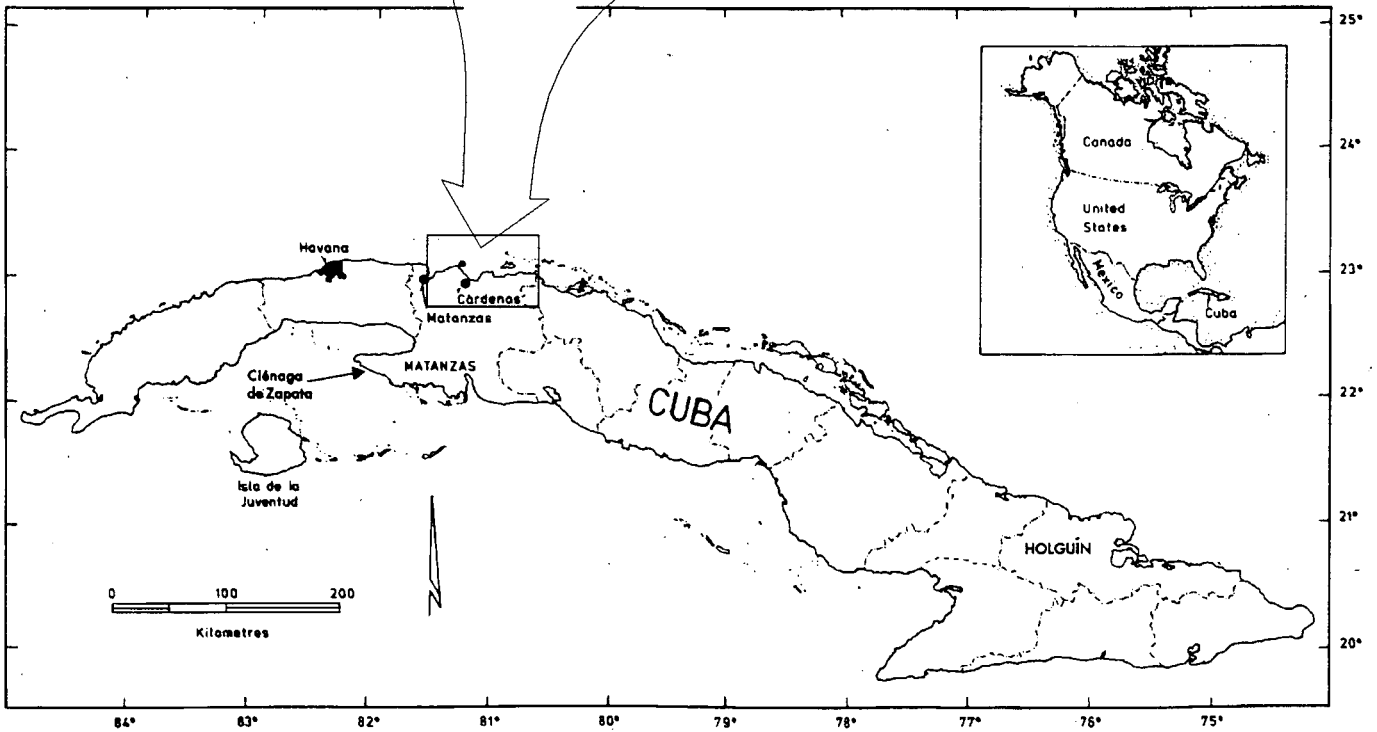 25°
24°
23°
22°
21°
20°
Canada
United
States
Mexico
Cuba
Havana
Cárdenas
Matanzas
MATANZAS
Ciénaga
de Zapata
CUBA
Isla de la
Juventud
HOLGUÍN
0 100 200
Kilometres
84° 83° 82° 81° 80° 79° 78° 77° 76° 75°